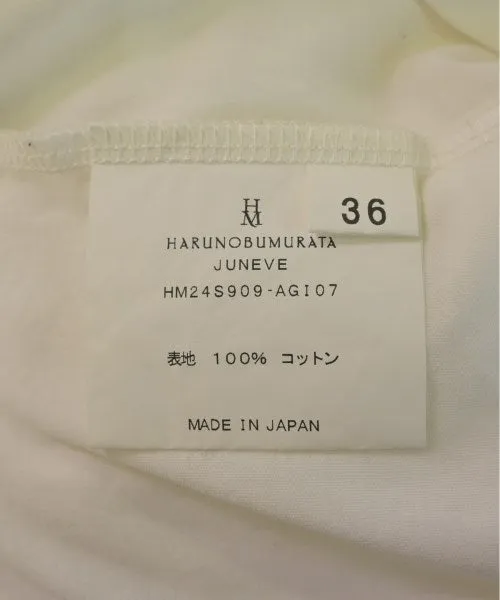 HM
36
HARUNOBUMURATA
JUNEVE
HM24S909-AGI07
表地 100% コットン
MADE IN JAPAN